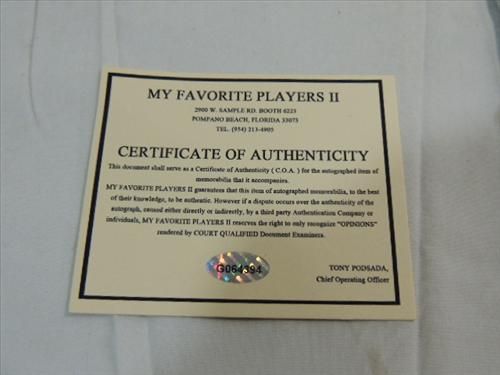 MY FAVORITE PLAYERS II
2900 W. SAMPLE RD. BOOTH 6223
POMPANO BEACH, FLORIDA 33073
TEL. (954) 213-4905
CERTIFICATE OF AUTHENTICITY
This document shall serve as a Certificate of Authenticity ( C.O.A. ) for the autographed item of
memorabilia that it accompanies.
MY FAVORITE PLAYERS II guarantees that this item of autographed memorabilia, to the best
of their knowledge, to be authentic. However if a dispute occurs over the authenticity of the
autograph, caused either directly or indirectly, by a third party Authentication Company or
individuals, MY FAVORITE PLAYERS II reserves the right to only recognize "OPINIONS"
rendered by COURT QUALIFIED Document Examiners.
G064394
TONY PODSADA,
Chief Operating Officer